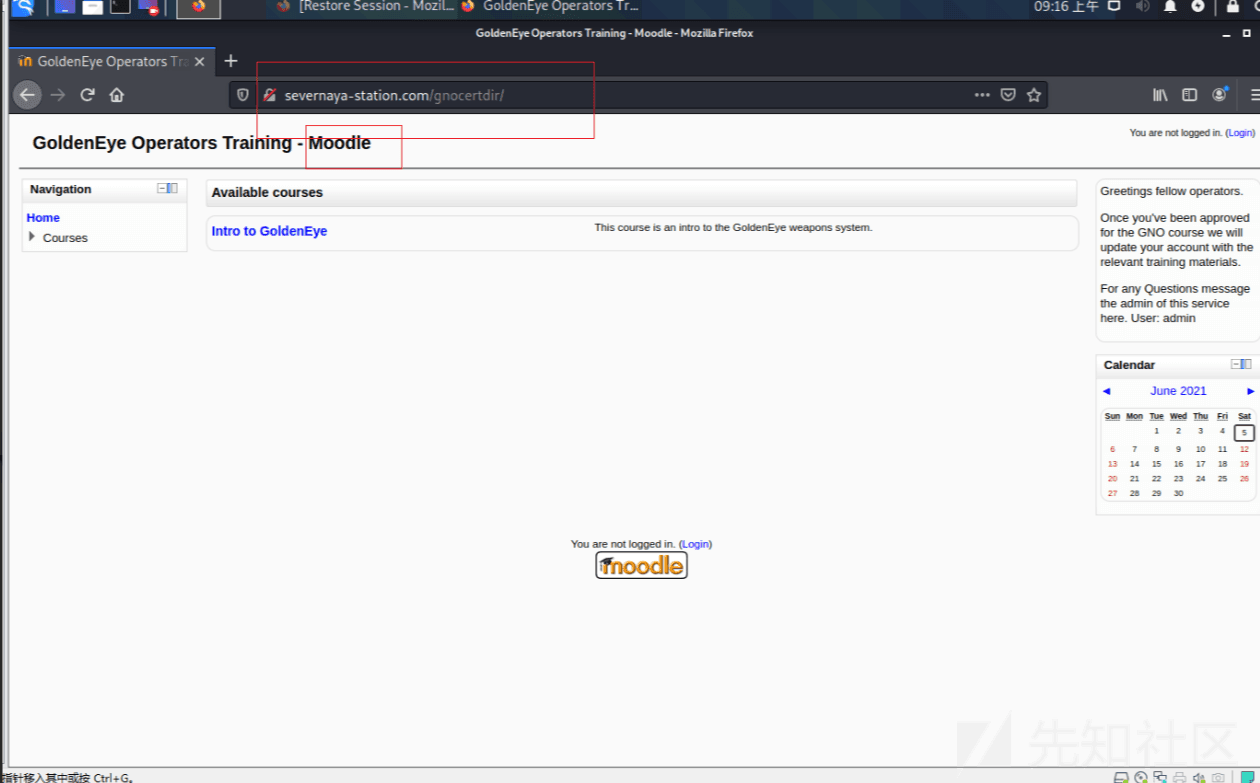 [Restore Session - Mozil...
GoldenEye Operators Tr...
09:16 上午
GoldenEye Operators Training - Moodle - Mozilla Firefox
GoldenEye Operators Tra
severnaya-station.com/gnocertdir/
GoldenEye Operators Training - Moodle
You are not logged in. (Login)
Navigation
Home
Courses
Available courses
Intro to GoldenEye
This course is an intro to the GoldenEye weapons system.
Greetings fellow operators.
Once you've been approved
for the GNO course we will
update your account with the
relevant training materials.
For any Questions message
the admin of this service
here. User: admin
Calendar
◄ June 2021 ►
Sun Mon Tue Wed Thu Fri Sat
1 2 3 4 5
6 7 8 9 10 11 12
13 14 15 16 17 18 19
20 21 22 23 24 25 26
27 28 29 30
You are not logged in. (Login)
moodle
先知社区
指针移入其中或按 Ctrl+G。